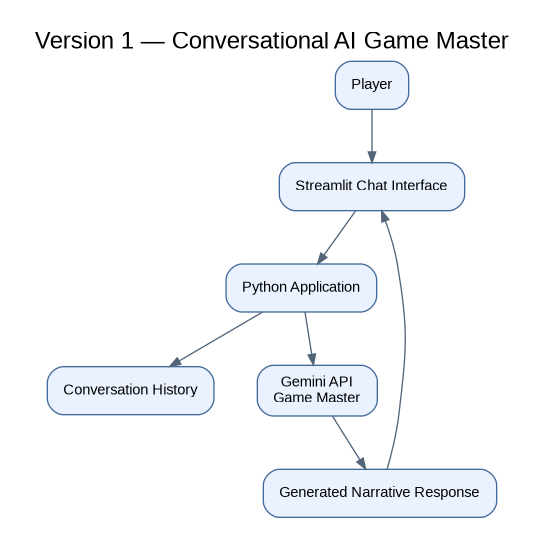 Version 1 — Conversational AI Game Master
Player
Streamlit Chat Interface
Python Application
Conversation History
Gemini API
Game Master
Generated Narrative Response